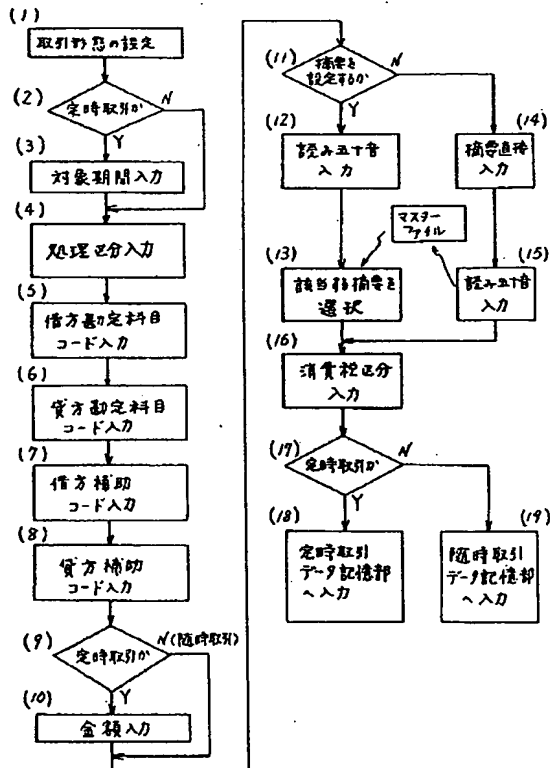 (1)
取引形態の設定
(2)
定時取引か
N
Y
(3)
対象期間入力
(4)
処理区分入力
(5)
借方勘定科目
コード入力
(6)
貸方勘定科目
コード入力
(7)
借方補助
コード入力
(8)
貸方補助
コード入力
(9)
定時取引か
N(随時取引)
Y
(10)
金額入力
(11)
摘要を
設定するか
N
Y
(12)
読み五十音
入力
(13)
該当する摘要を
選択
(14)
摘要直接
入力
マスター
ファイル
(15)
読み五十音
入力
(16)
消費税区分
入力
(17)
定時取引か
N
Y
(18)
定時取引
データ記憶部
へ入力
(19)
随時取引
データ記憶部
へ入力